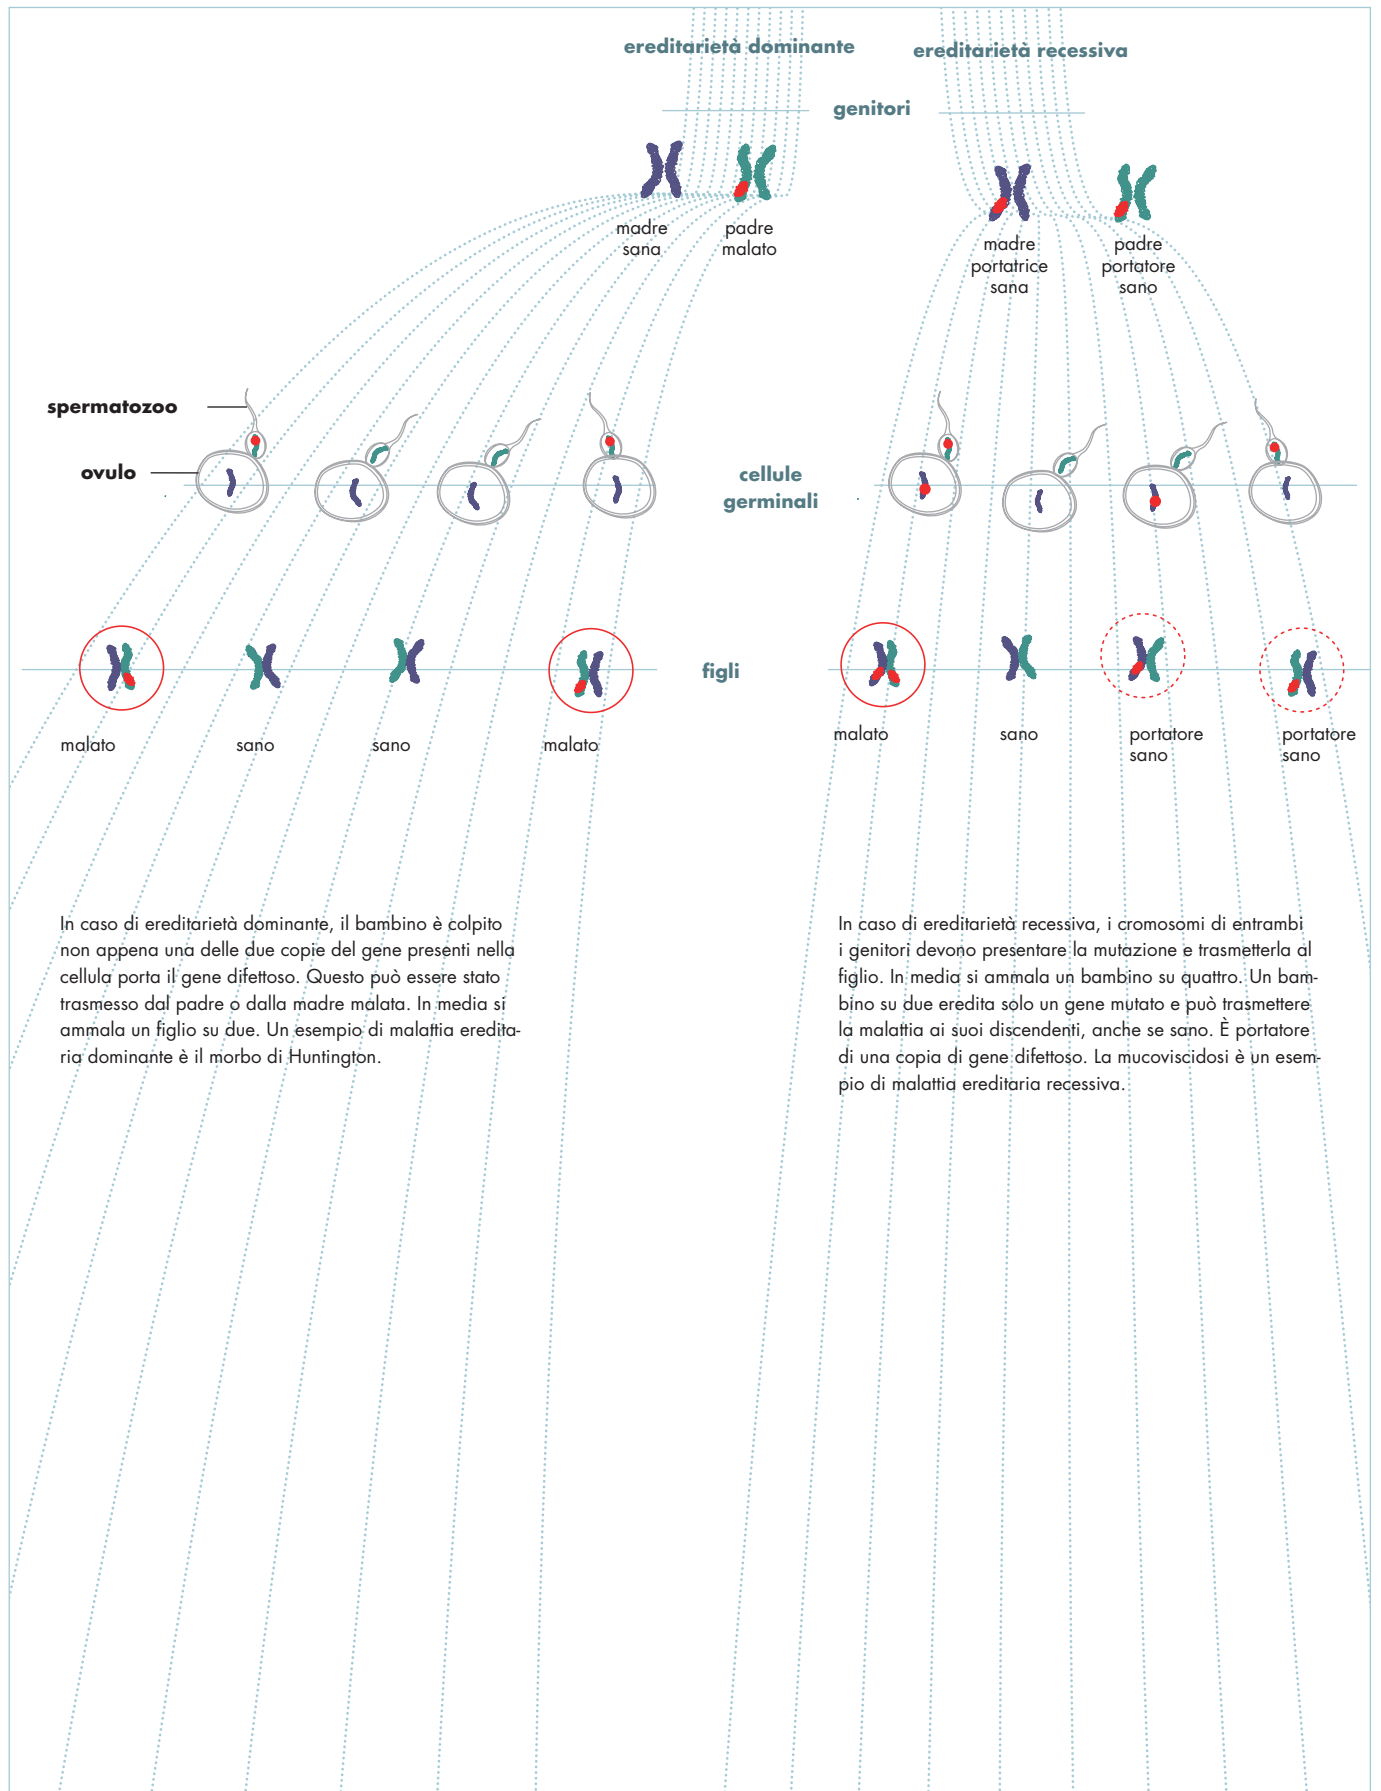 ereditarietà dominante
ereditarietà recessiva
genitori
madre
sana
padre
malato
madre
portatrice
sana
padre
portatore
sano
spermatozoo
ovulo
cellule
germinali
figli
malato
sano
sano
malato
malato
sano
portatore
sano
portatore
sano
In caso di ereditarietà dominante, il bambino è colpito
non appena una delle due copie del gene presenti nella
cellula porta il gene difettoso. Questo può essere stato
trasmesso dal padre o dalla madre malata. In media si
ammala un figlio su due. Un esempio di malattia eredita-
ria dominante è il morbo di Huntington.
In caso di ereditarietà recessiva, i cromosomi di entrambi
i genitori devono presentare la mutazione e trasmetterla al
figlio. In media si ammala un bambino su quattro. Un bam-
bino su due eredita solo un gene mutato e può trasmettere
la malattia ai suoi discendenti, anche se sano. È portatore
di una copia di gene difettoso. La mucoviscidosi è un esem-
pio di malattia ereditaria recessiva.